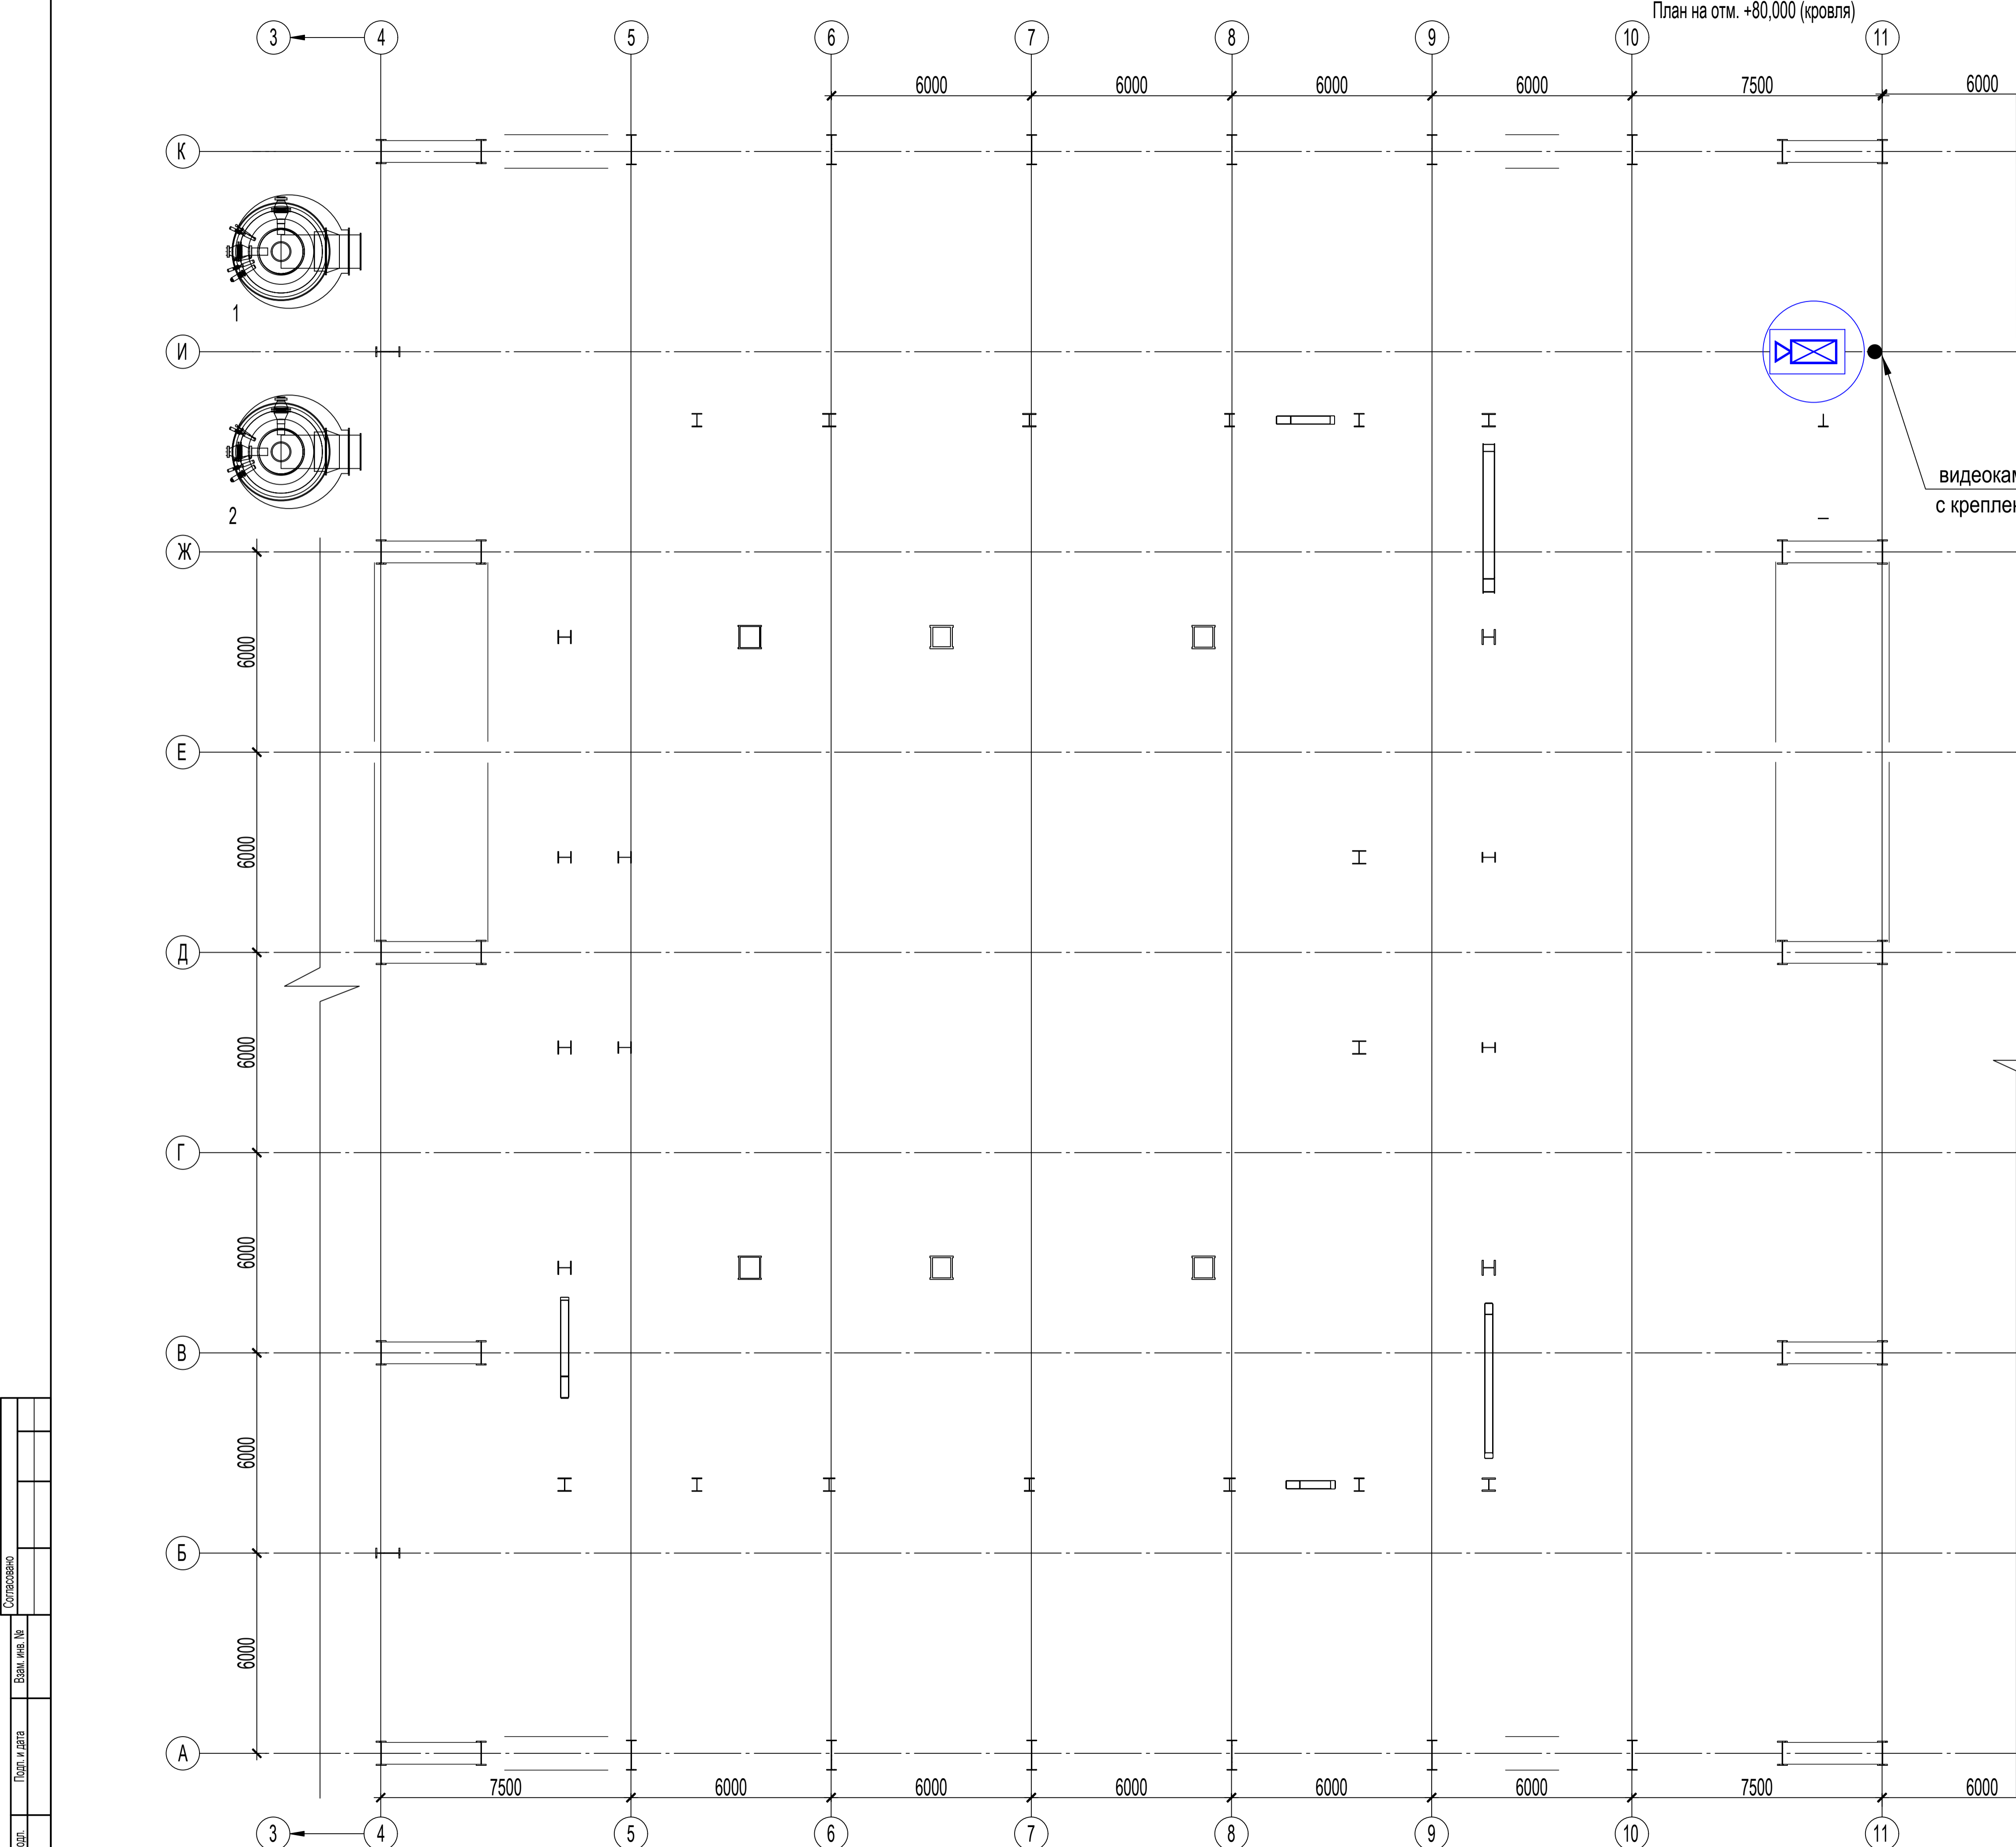 План на отм. +80,000 (кровля)
3 4 5 6 7 8 9 10 11
6000 6000 6000 6000 7500 6000
К
1
И
2
видеокам
с креплен
Ж
6000
Е
6000
Д
6000
Г
6000
В
6000
Б
6000
А
7500 6000 6000 6000 6000 6000 7500 6000
3 4 5 6 7 8 9 10 11
Согласовано
Взам. инв. №
Подп. и дата
одл.